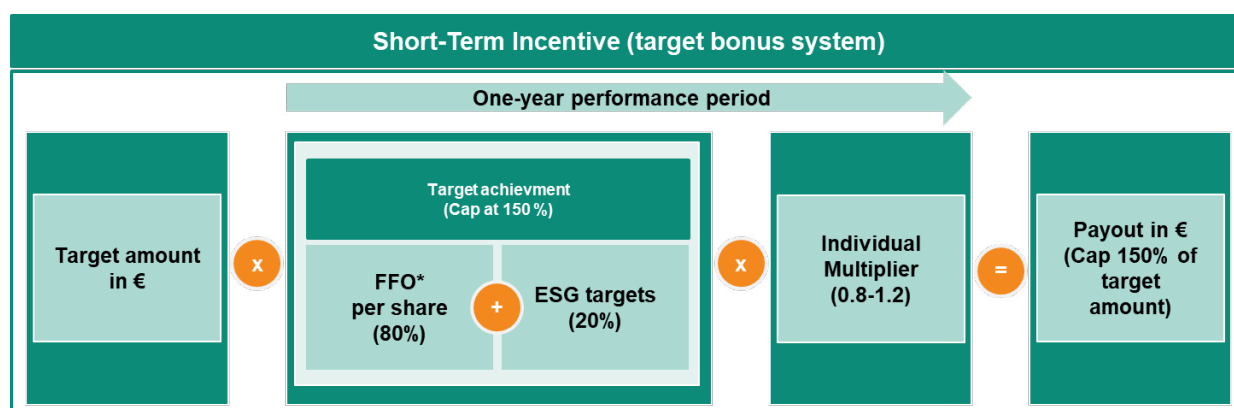 Short-Term Incentive (target bonus system)
One-year performance period
Target amount
in €
x
Target achievment
(Cap at 150 %)
FFO*
per share
(80%)
+
ESG targets
(20%)
x
Individual
Multiplier
(0.8-1.2)
=
Payout in €
(Cap 150% of
target
amount)